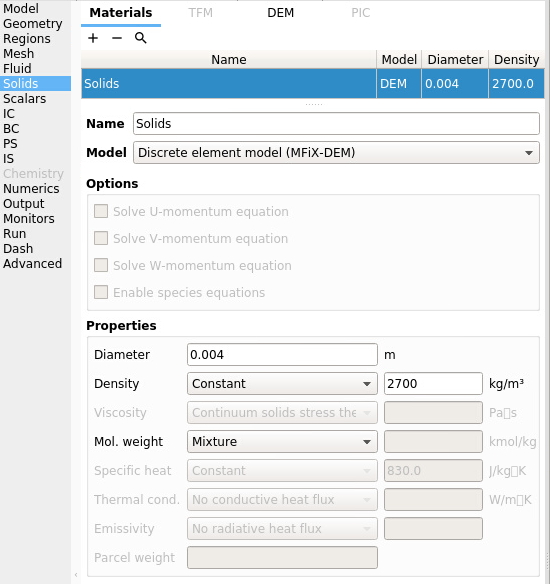 Model
Geometry
Regions
Mesh
Fluid
Solids
Scalars
IC
BC
PS
IS
Chemistry
Numerics
Output
Monitors
Run
Dash
Advanced
Materials TFM DEM PIC
Name Model Diameter Density
Solids DEM 0.004 2700.0
Name Solids
Model Discrete element model (MFiX-DEM)
Options
Solve U-momentum equation
Solve V-momentum equation
Solve W-momentum equation
Enable species equations
Properties
Diameter 0.004 m
Density Constant 2700 kg/m³
Viscosity Continuum solids stress the Pa▯s
Mol. weight Mixture kmol/kg
Specific heat Constant 830.0 J/kg▯K
Thermal cond. No conductive heat flux W/m▯K
Emissivity No radiative heat flux
Parcel weight